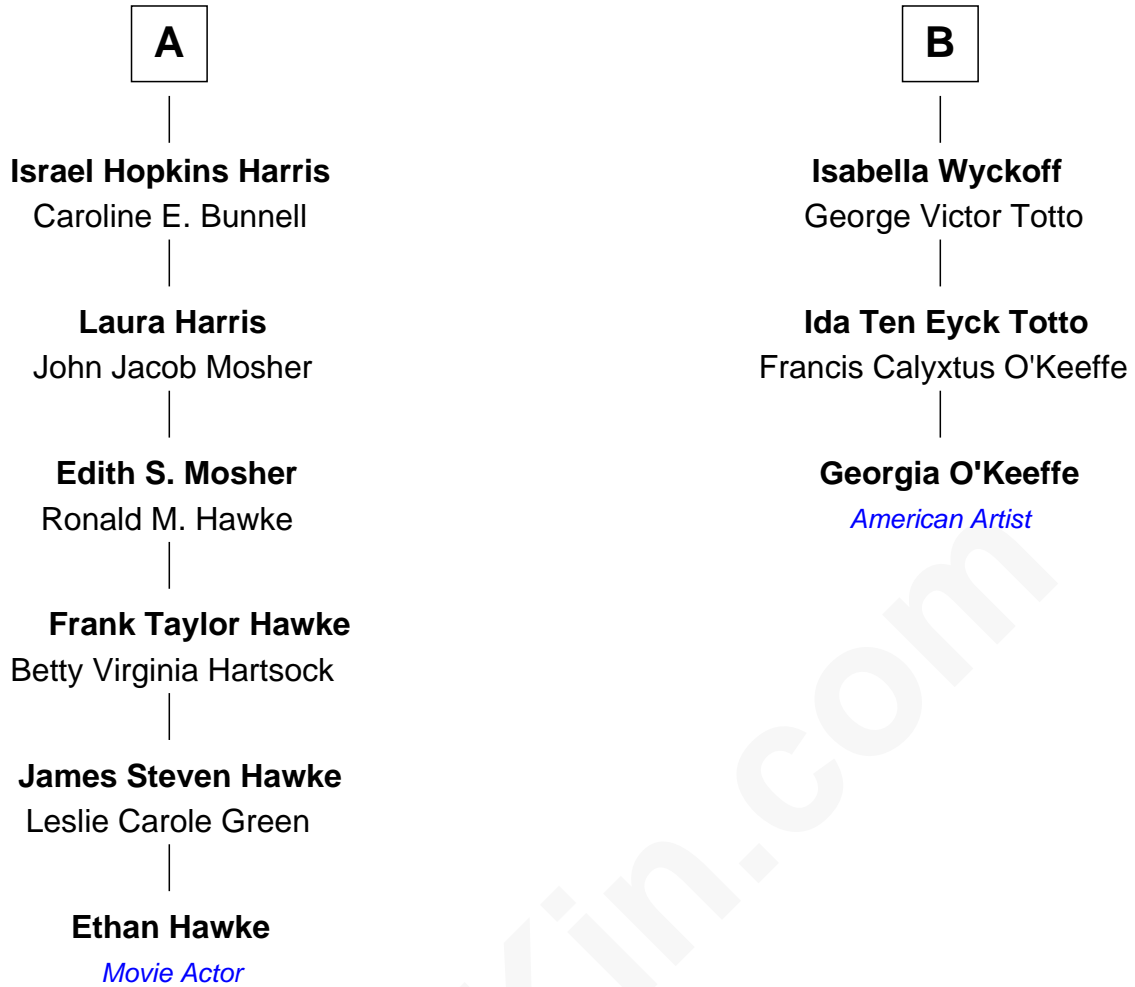 A
Israel Hopkins Harris
Caroline E. Bunnell
Laura Harris
John Jacob Mosher
Edith S. Mosher
Ronald M. Hawke
Frank Taylor Hawke
Betty Virginia Hartsock
James Steven Hawke
Leslie Carole Green
Ethan Hawke
Movie Actor
B
Isabella Wyckoff
George Victor Totto
Ida Ten Eyck Totto
Francis Calyxtus O'Keeffe
Georgia O'Keeffe
American Artist
Kin.com